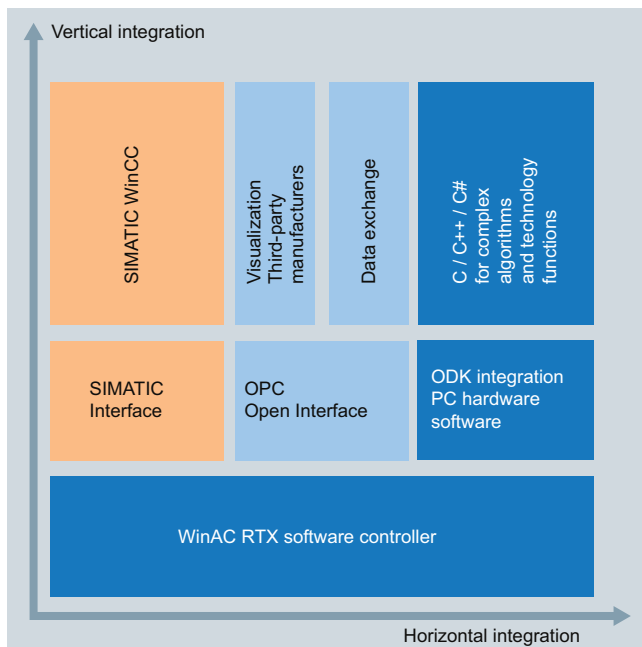 Vertical integration
SIMATIC WinCC
Visualization
Third-party
manufacturers
Data exchange
C / C++ / C#
for complex
algorithms
and technology
functions
SIMATIC
Interface
OPC
Open Interface
ODK integration
PC hardware
software
WinAC RTX software controller
Horizontal integration